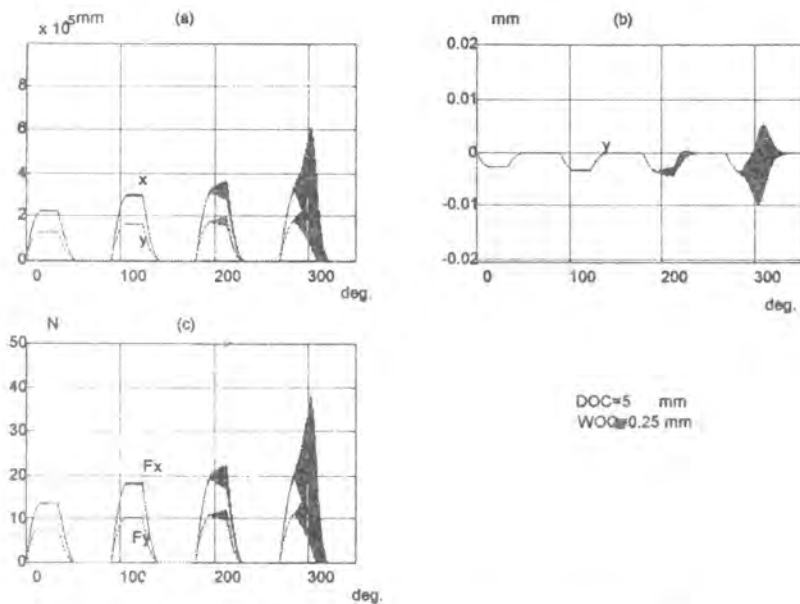 x 10⁵mm (a)
10
8
6
4
2
0
x
y
0 100 200 300
deg.
mm (b)
0.02
0.01
0
-0.01
-0.02
y
0 100 200 300
deg.
N (c)
50
40
30
20
10
0
Fx
Fy
0 100 200 300
deg.
DOC=5 mm
WOC=0.25 mm